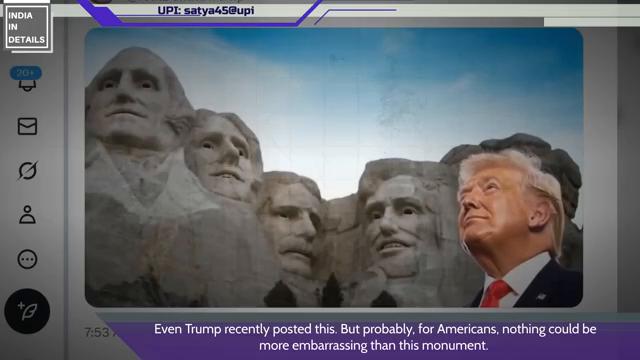 UPI: satya45@upi
INDIA
IN
DETAILS
20+
7:53
Even Trump recently posted this. But probably, for Americans, nothing could be
more embarrassing than this monument.